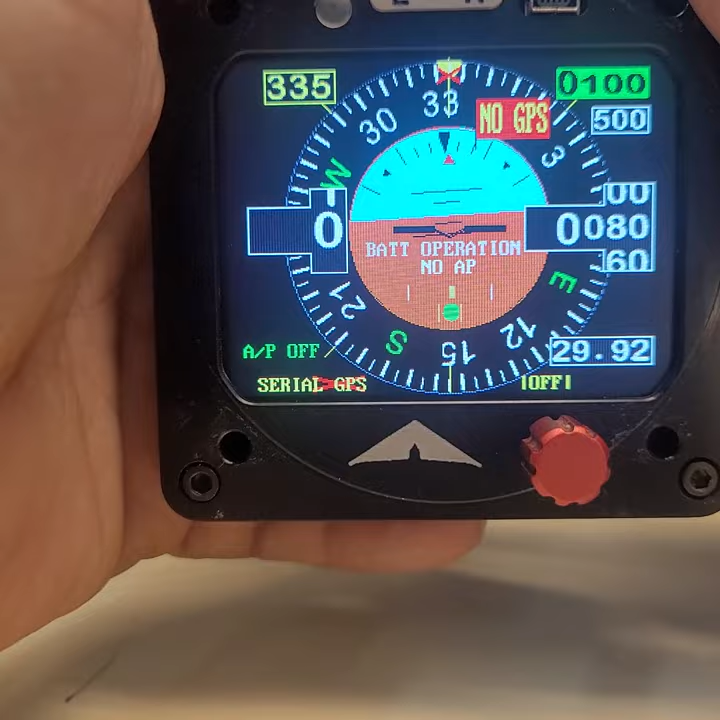 335
0100
33
NO GPS
500
30
3
W
00
0
0080
60
BATT OPERATION
NO AP
E
21
12
S
15
29.92
A/P OFF
SERIAL GPS
OFF